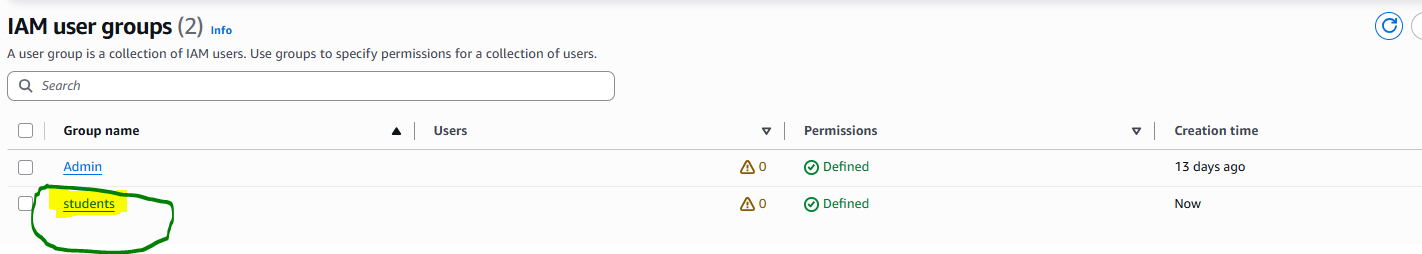 IAM user groups (2) Info
A user group is a collection of IAM users. Use groups to specify permissions for a collection of users.
Search
Group name Users Permissions Creation time
Admin 0 Defined 13 days ago
students 0 Defined Now